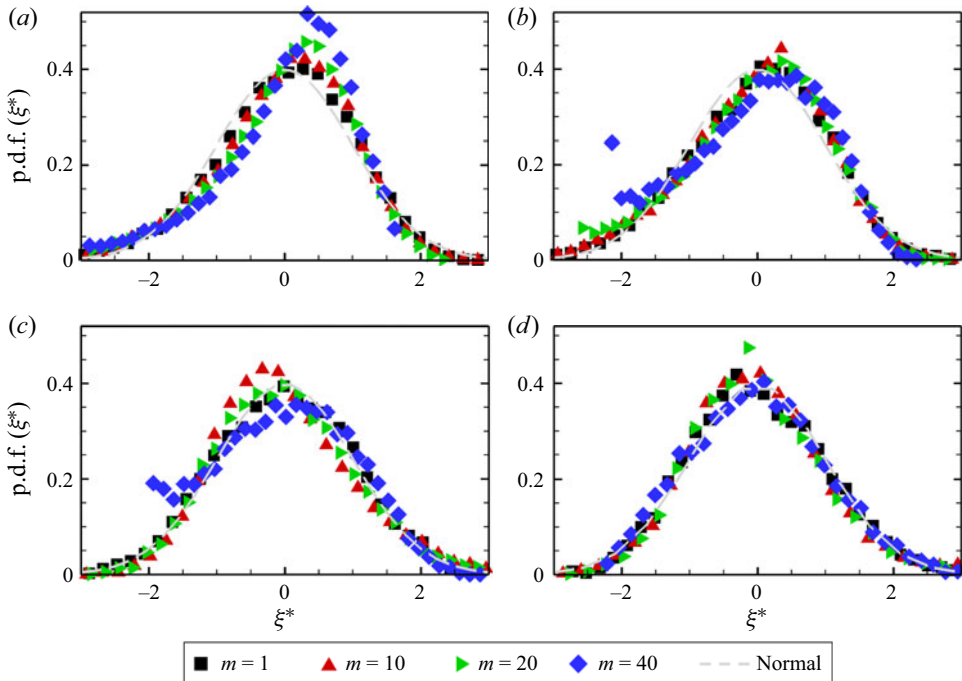 (a) (b)
p.d.f. (ξ*)
0.4 0.4
0.2 0.2
0 0
−2 0 2 −2 0 2
(c) (d)
p.d.f. (ξ*)
0.4 0.4
0.2 0.2
0 0
−2 0 2 −2 0 2
ξ* ξ*
m = 1 m = 10 m = 20 m = 40 Normal